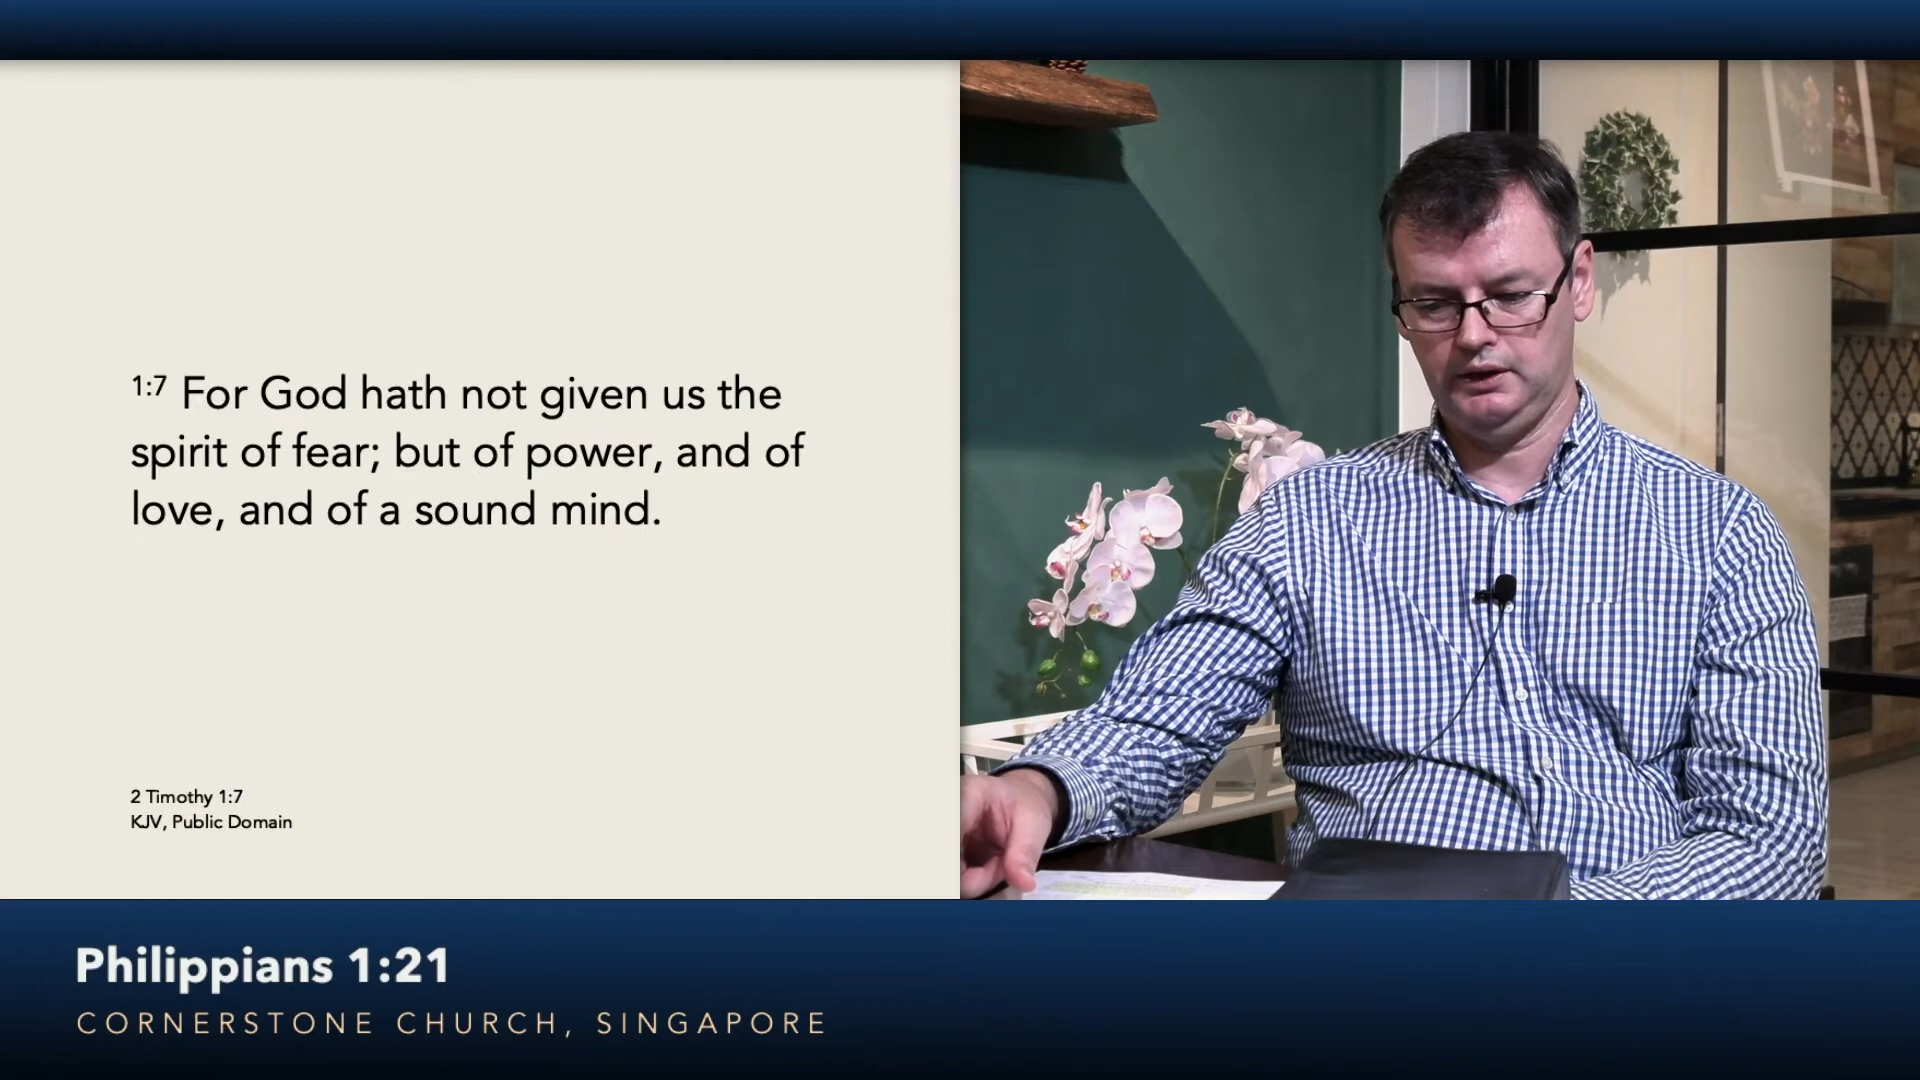 1:7 For God hath not given us the
spirit of fear; but of power, and of
love, and of a sound mind.
2 Timothy 1:7
KJV, Public Domain
Philippians 1:21
CORNERSTONE CHURCH, SINGAPORE